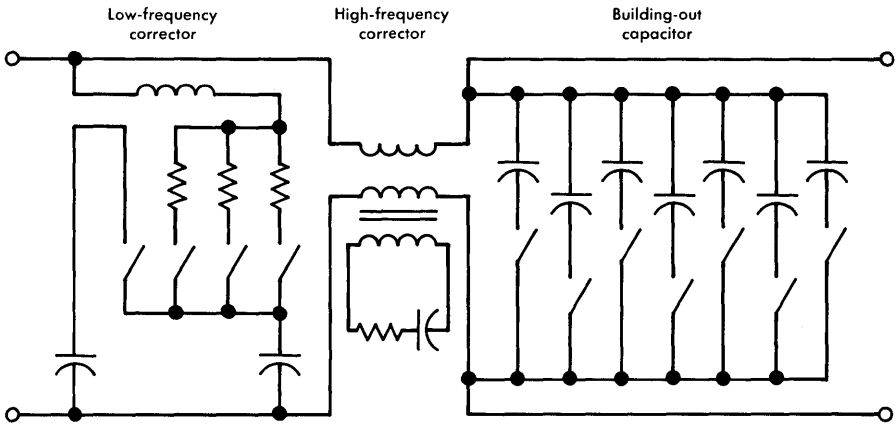 Low-frequency
corrector
High-frequency
corrector
Building-out
capacitor